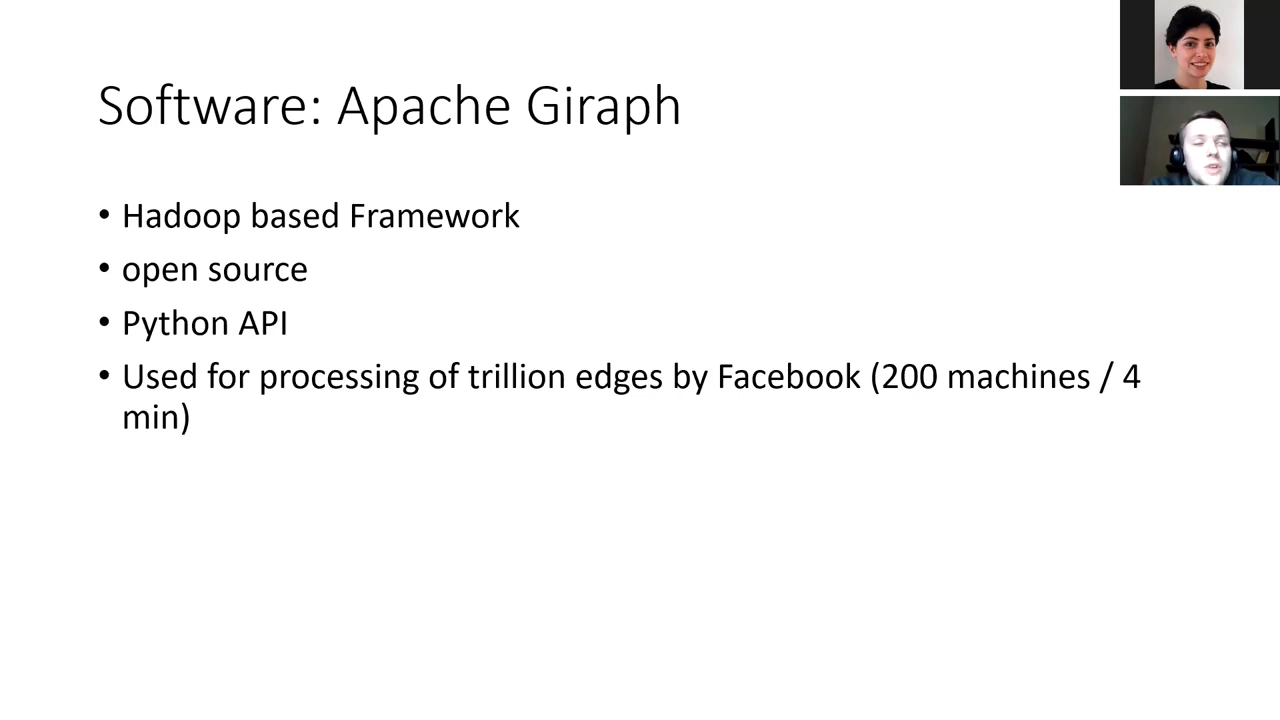 Software: Apache Giraph
• Hadoop based Framework
• open source
• Python API
• Used for processing of trillion edges by Facebook (200 machines / 4
min)